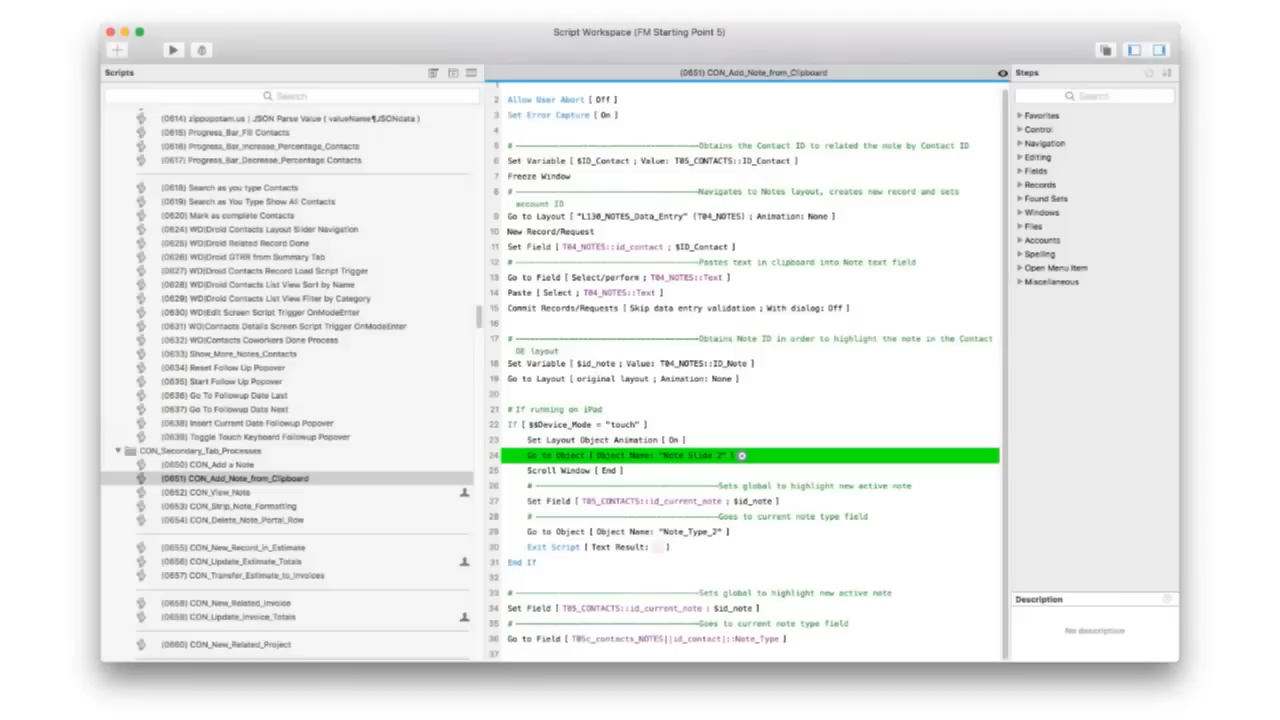 Script Workspace (FM Starting Point 5)
Scripts
Search
(0614) zippopotam.us | JSON Parse Value ( valueName¶JSONdata )
(0615) Progress_Bar_Fill Contacts
(0616) Progress_Bar_Increase_Percentage_Contacts
(0617) Progress_Bar_Decrease_Percentage Contacts
(0618) Search as you type Contacts
(0619) Search as You Type Show All Contacts
(0620) Mark as complete Contacts
(0624) WD|Droid Contacts Layout Slider Navigation
(0625) WD|Droid Related Record Done
(0626) WD|Droid GTRR from Summary Tab
(0627) WD|Droid Contacts Record Load Script Trigger
(0628) WD|Droid Contacts List View Sort by Name
(0629) WD|Droid Contacts List View Filter by Category
(0630) WD|Edit Screen Script Trigger OnModeEnter
(0631) WD|Contacts Details Screen Script Trigger OnModeEnter
(0632) WD|Contacts Coworkers Done Process
(0633) Show_More_Notes_Contacts
(0634) Reset Follow Up Popover
(0635) Start Follow Up Popover
(0636) Go To Followup Date Last
(0637) Go To Followup Date Next
(0638) Insert Current Date Followup Popover
(0639) Toggle Touch Keyboard Followup Popover
CON_Secondary_Tab_Processes
(0650) CON_Add a Note
(0651) CON_Add_Note_from_Clipboard
(0652) CON_View_Note
(0653) CON_Strip_Note_Formatting
(0654) CON_Delete_Note_Portal_Row
(0655) CON_New_Record_in_Estimate
(0656) CON_Update_Estimate_Totals
(0657) CON_Transfer_Estimate_to_Invoices
(0658) CON_New_Related_Invoice
(0659) CON_Update_Invoice_Totals
(0660) CON_New_Related_Project
(0651) CON_Add_Note_from_Clipboard
1
2 Allow User Abort [ Off ]
3 Set Error Capture [ On ]
4
5 # Obtains the Contact ID to related the note by Contact ID
6 Set Variable [ $ID_Contact ; Value: T05_CONTACTS::ID_Contact ]
7 Freeze Window
8 # Navigates to Notes layout, creates new record and sets
account ID
9 Go to Layout [ "L130_NOTES_Data_Entry" (T04_NOTES) ; Animation: None ]
10 New Record/Request
11 Set Field [ T04_NOTES::id_contact ; $ID_Contact ]
12 # Pastes text in clipboard into Note text field
13 Go to Field [ Select/perform ; T04_NOTES::Text ]
14 Paste [ Select ; T04_NOTES::Text ]
15 Commit Records/Requests [ Skip data entry validation ; With dialog: Off ]
16
17 # Obtains Note ID in order to highlight the note in the Contact
DE layout
18 Set Variable [ $id_note ; Value: T04_NOTES::ID_Note ]
19 Go to Layout [ original layout ; Animation: None ]
20
21 # If running on iPad
22 If [ $$Device_Mode = "touch" ]
23 Set Layout Object Animation [ On ]
24 Go to Object [ Object Name: "Note Slide 2" ]
25 Scroll Window [ End ]
26 # Sets global to highlight new active note
27 Set Field [ T05_CONTACTS::id_current_note ; $id_note ]
28 # Goes to current note type field
29 Go to Object [ Object Name: "Note_Type_2" ]
30 Exit Script [ Text Result: ]
31 End If
32
33 # Sets global to highlight new active note
34 Set Field [ T05_CONTACTS::id_current_note ; $id_note ]
35 # Goes to current note type field
36 Go to Field [ T05c_contacts_NOTES||id_contact|::Note_Type ]
37
Steps
Search
Favorites
Control
Navigation
Editing
Fields
Records
Found Sets
Windows
Files
Accounts
Spelling
Open Menu Item
Miscellaneous
Description
No description